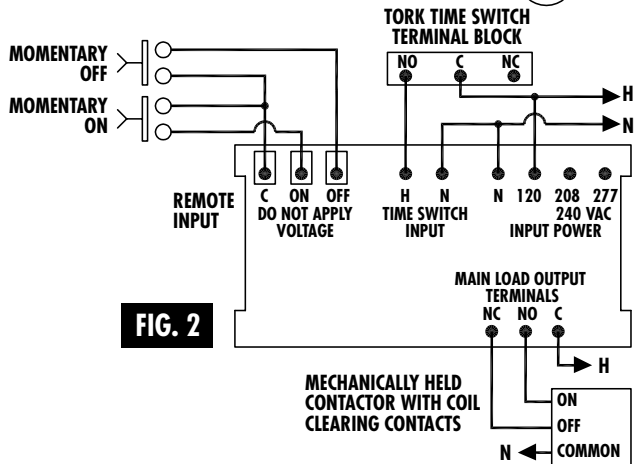 TORK TIME SWITCH
TERMINAL BLOCK
NO C NC
MOMENTARY
OFF
MOMENTARY
ON
H
N
REMOTE
INPUT
C ON OFF
DO NOT APPLY
VOLTAGE
H N
TIME SWITCH
INPUT
N 120 208 277
240 VAC
INPUT POWER
MAIN LOAD OUTPUT
TERMINALS
NC NO C
FIG. 2
H
MECHANICALLY HELD
CONTACTOR WITH COIL
CLEARING CONTACTS
ON
OFF
N COMMON